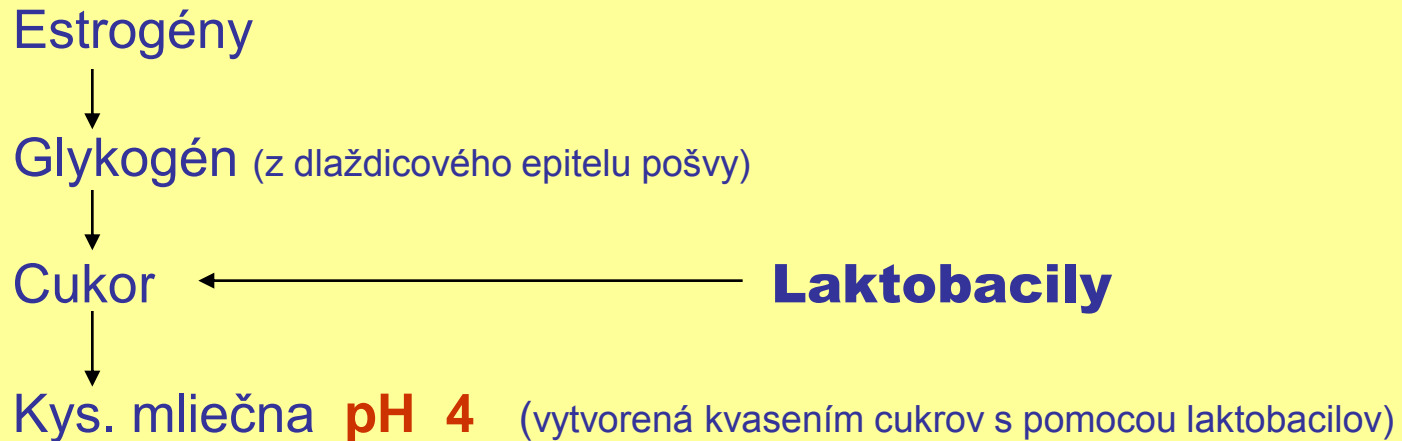 Estrogény
Glykogén (z dlaždicového epitelu pošvy)
Cukor Laktobacily
Kys. mliečna pH 4 (vytvorená kvasením cukrov s pomocou laktobacilov)